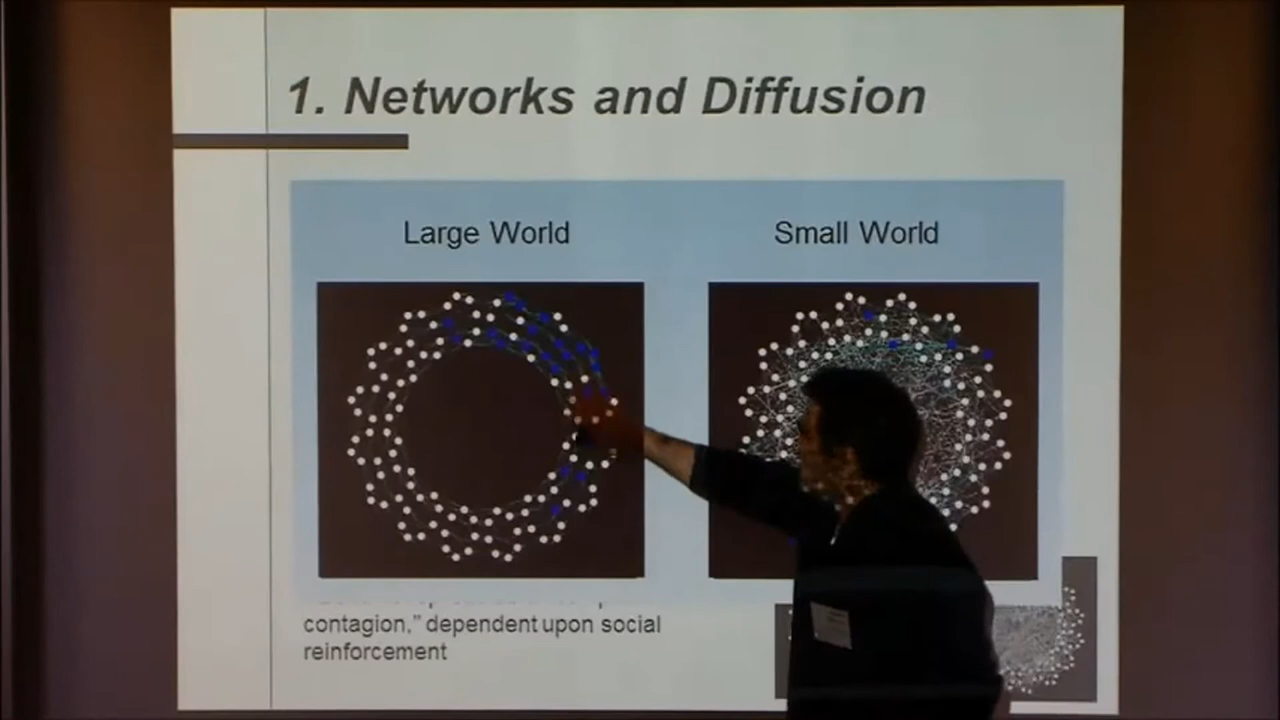 1. Networks and Diffusion
Large World
Small World
contagion,” dependent upon social
reinforcement